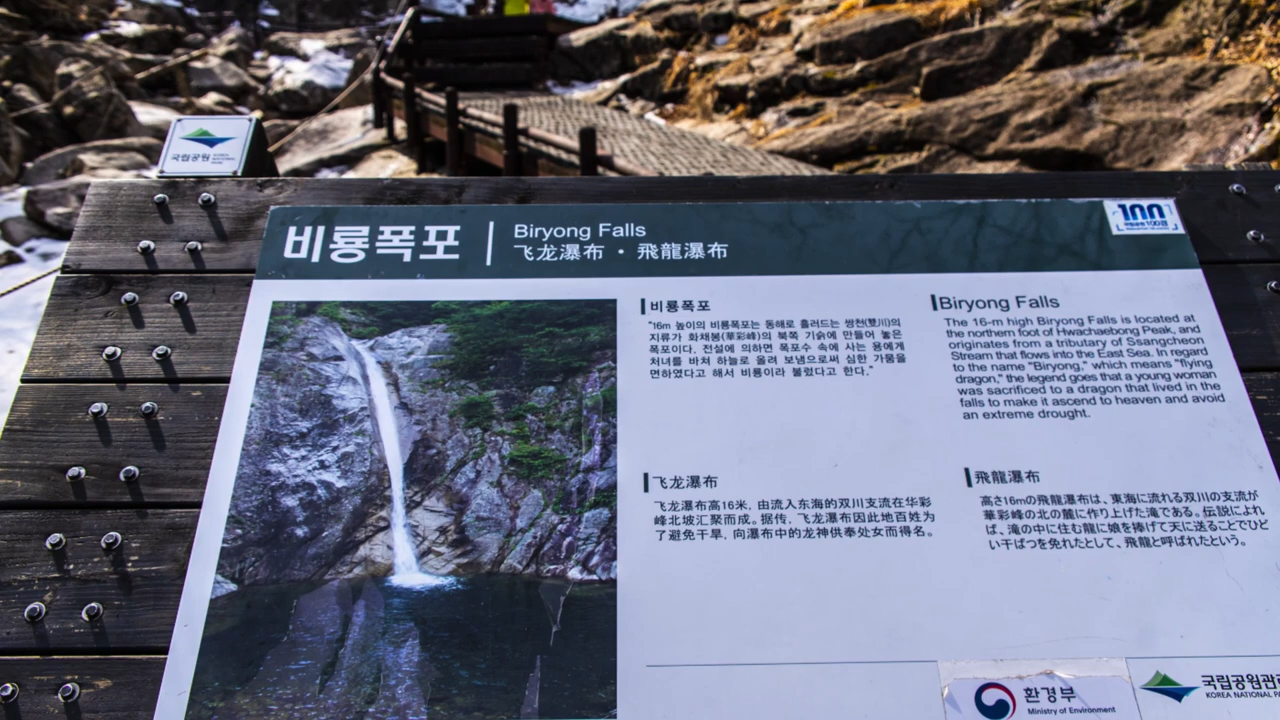 국립공원 KOREA NATIONAL PARK
비룡폭포
Biryong Falls
飞龙瀑布 · 飛龍瀑布
100
국립공원 100경
비룡폭포
"16m 높이의 비룡폭포는 동해로 흘러드는 쌍천(雙川)의
지류가 화채봉(華彩峰)의 북쪽 기슭에 만들어 놓은
폭포이다. 전설에 의하면 폭포수 속에 사는 용에게
처녀를 바쳐 하늘로 올려 보냄으로써 심한 가뭄을
면하였다고 해서 비룡이라 불렀다고 한다."
Biryong Falls
The 16-m high Biryong Falls is located at
the northern foot of Hwachaebong Peak, and
originates from a tributary of Ssangcheon
Stream that flows into the East Sea. In regard
to the name "Biryong," which means "flying
dragon," the legend goes that a young woman
was sacrificed to a dragon that lived in the
falls to make it ascend to heaven and avoid
an extreme drought.
飞龙瀑布
飞龙瀑布高16米, 由流入东海的双川支流在华彩
峰北坡汇聚而成。据传, 飞龙瀑布因此地百姓为
了避免干旱, 向瀑布中的龙神供奉处女而得名。
飛龍瀑布
高さ16mの飛龍瀑布は、東海に流れる双川の支流が
華彩峰の北の麓に作り上げた滝である。伝説によれ
ば、滝の中に住む龍に娘を捧げて天に送ることでひど
い干ばつを免れたとして、飛龍と呼ばれたという。
환경부
Ministry of Environment
국립공원관리
KOREA NATIONAL PA